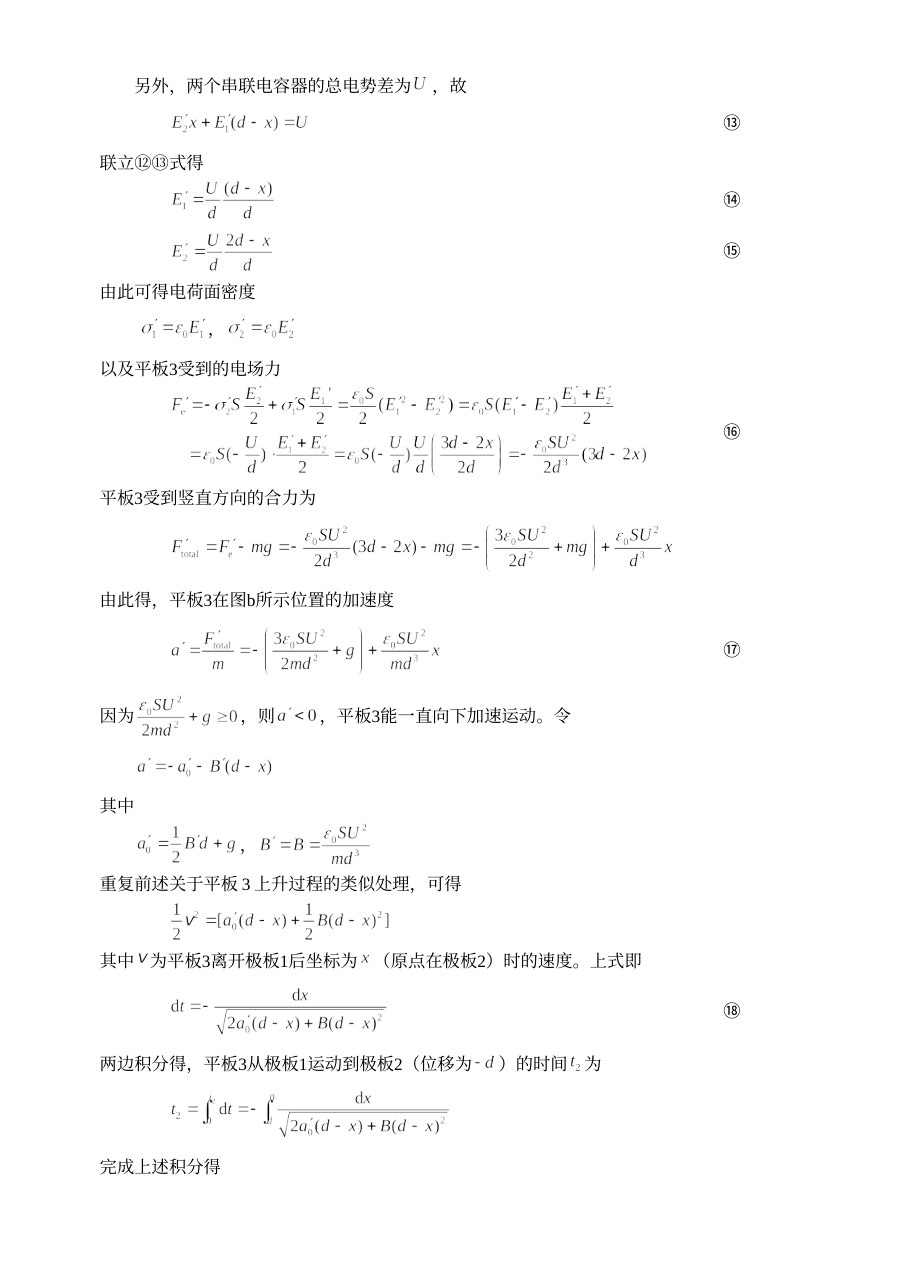 另外，两个串联电容器的总电势差为U，故
E₂′x + E₁′(d − x) = U ⑬
联立⑫⑬式得
E₁′ = (U/d) (d − x)/d ⑭
E₂′ = (U/d) (2d − x)/d ⑮
由此可得电荷面密度
σ₁′ = ε₀E₁′，σ₂′ = ε₀E₂′
以及平板3受到的电场力
Fₑ′ = −σ₂′S E₂′/2 + σ₁′S E₁'/2 = (ε₀S/2)(E₁′² − E₂′²) = ε₀S(E₁′ − E₂′) (E₁′ + E₂′)/2
= ε₀S(−U/d) · (E₁′ + E₂′)/2 = ε₀S(−U/d) (U/d) ((3d − 2x)/2d) = −(ε₀SU²/2d³)(3d − 2x) ⑯
平板3受到竖直方向的合力为
F′total = Fₑ′ − mg = −(ε₀SU²/2d³)(3d − 2x) − mg = −(3ε₀SU²/2d² + mg) + (ε₀SU²/d³) x
由此得，平板3在图b所示位置的加速度
a′ = F′total/m = −(3ε₀SU²/2md² + g) + (ε₀SU²/md³) x ⑰
因为 ε₀SU²/2md² + g ≥ 0，则a′ < 0，平板3能一直向下加速运动。令
a′ = −a₀′ − B′(d − x)
其中
a₀′ = (1/2)B′d + g，B′ = B = ε₀SU²/md³
重复前述关于平板 3 上升过程的类似处理，可得
(1/2)v² = [a₀′(d − x) + (1/2)B(d − x)²]
其中v为平板3离开极板1后坐标为x（原点在极板2）时的速度。上式即
dt = −dx/√(2a₀′(d − x) + B(d − x)²) ⑱
两边积分得，平板3从极板1运动到极板2（位移为−d）的时间t₂为
t₂ = ∫₀^t₂ dt = −∫_d^0 dx/√(2a₀′(d − x) + B(d − x)²)
完成上述积分得